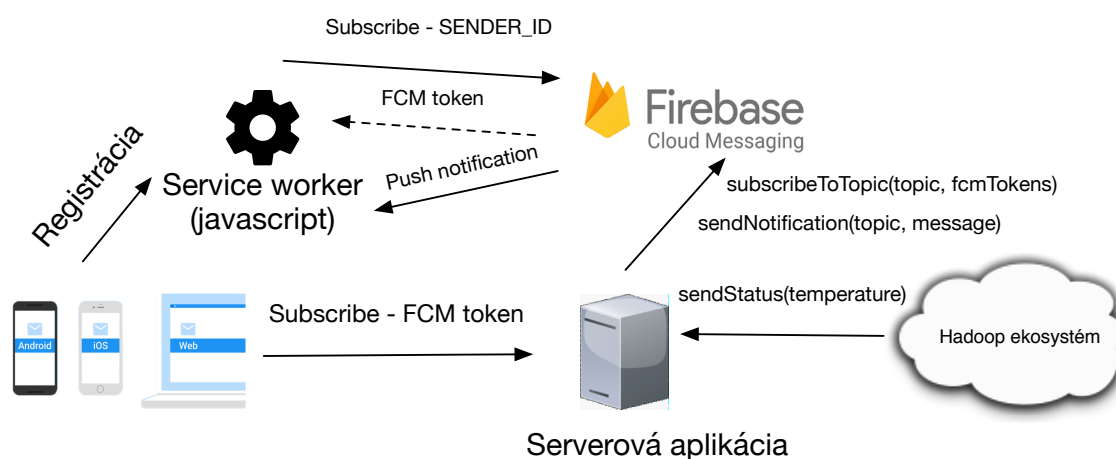 Subscribe - SENDER_ID
FCM token
Firebase
Cloud Messaging
Push notification
Registrácia
Service worker
(javascript)
subscribeToTopic(topic, fcmTokens)
sendNotification(topic, message)
sendStatus(temperature)
Subscribe - FCM token
Android
iOS
Web
Hadoop ekosystém
Serverová aplikácia